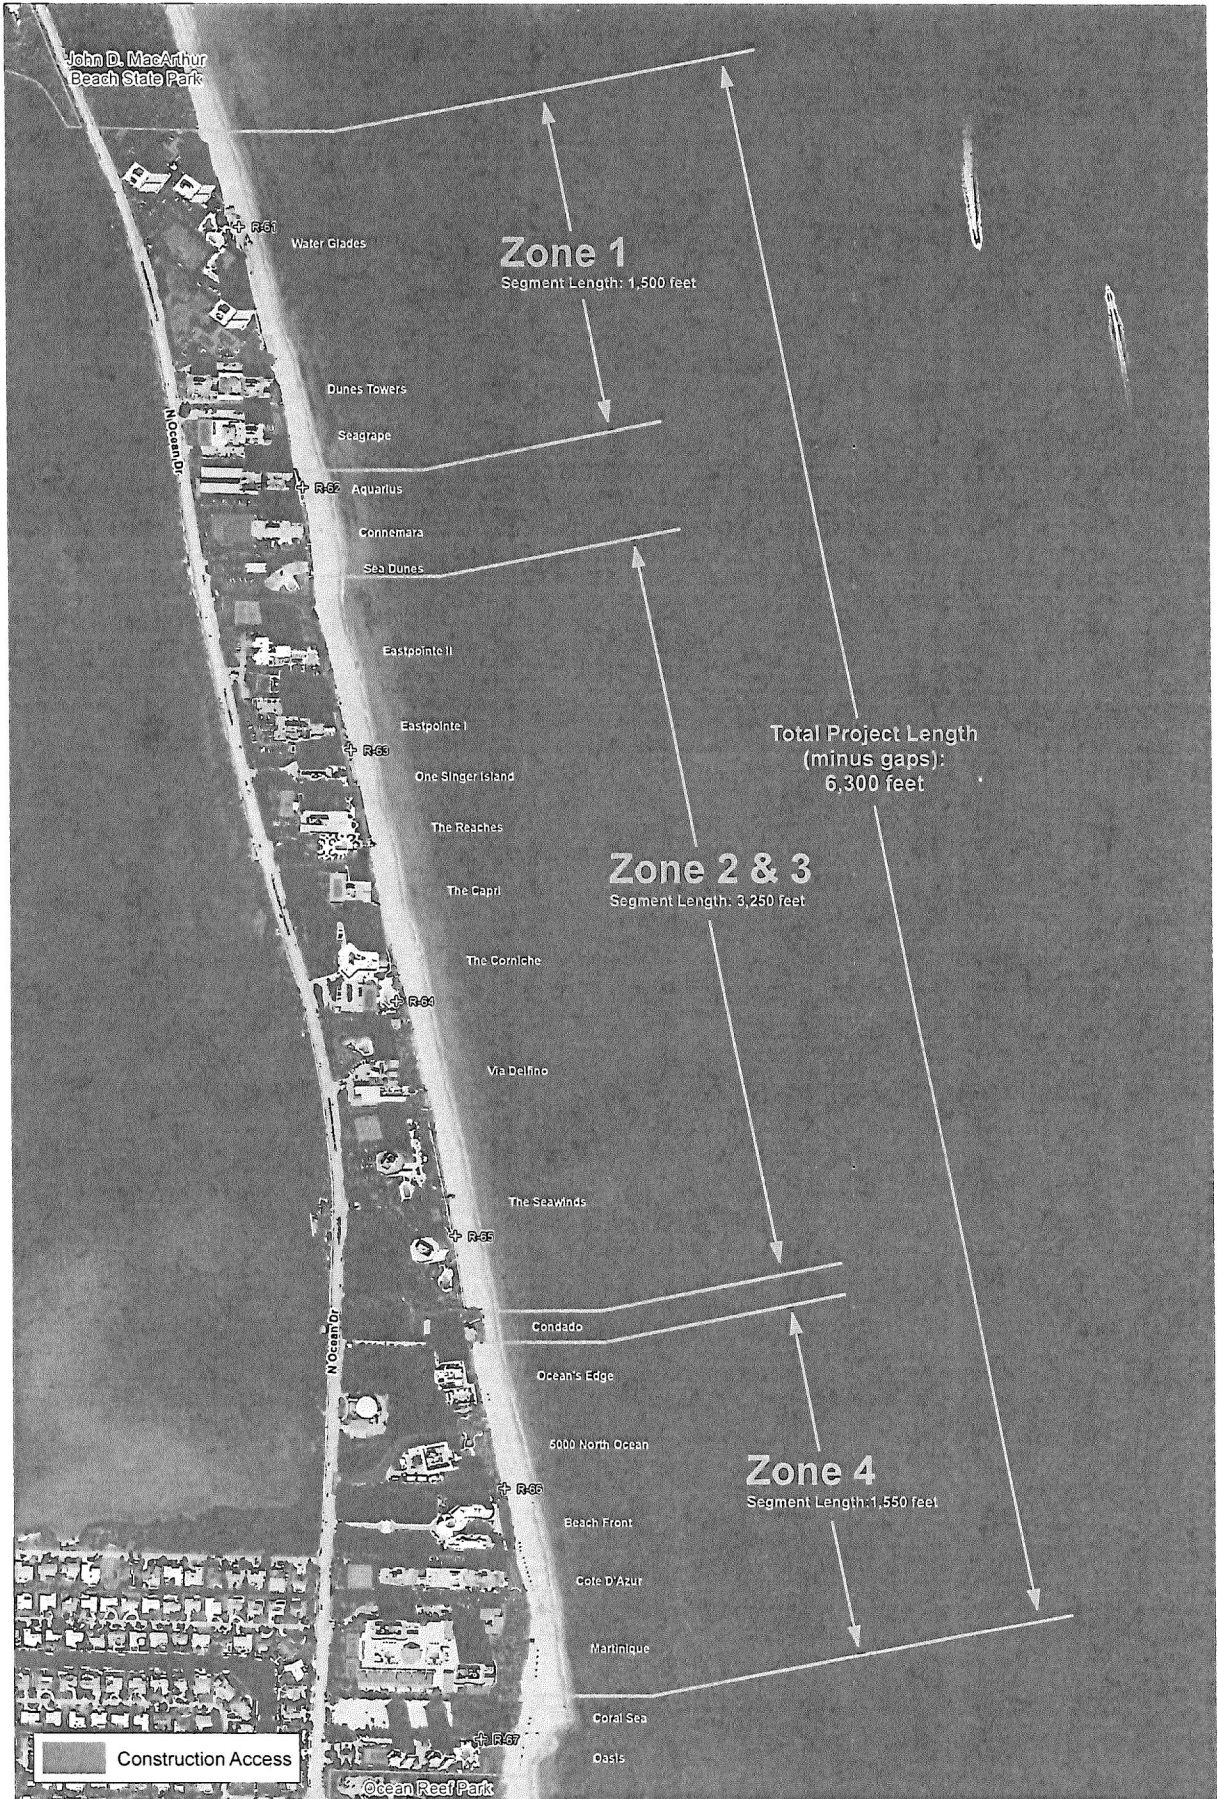 John D. MacArthur
Beach State Park
R-61
Water Glades
Zone 1
Segment Length: 1,500 feet
Dunes Towers
N Ocean Dr
Seagrape
R-62
Aquarius
Connemara
Sea Dunes
Eastpointe II
Eastpointe I
R-63
Total Project Length
(minus gaps):
6,300 feet
One Singer Island
The Reaches
Zone 2 & 3
Segment Length: 3,250 feet
The Capri
The Corniche
R-64
Via Delfino
The Seawinds
R-65
Condado
N Ocean Dr
Ocean's Edge
5000 North Ocean
Zone 4
Segment Length:1,550 feet
R-66
Beach Front
Cote D'Azur
Martinique
Coral Sea
R-67
Oasis
Construction Access
Ocean Reef Park